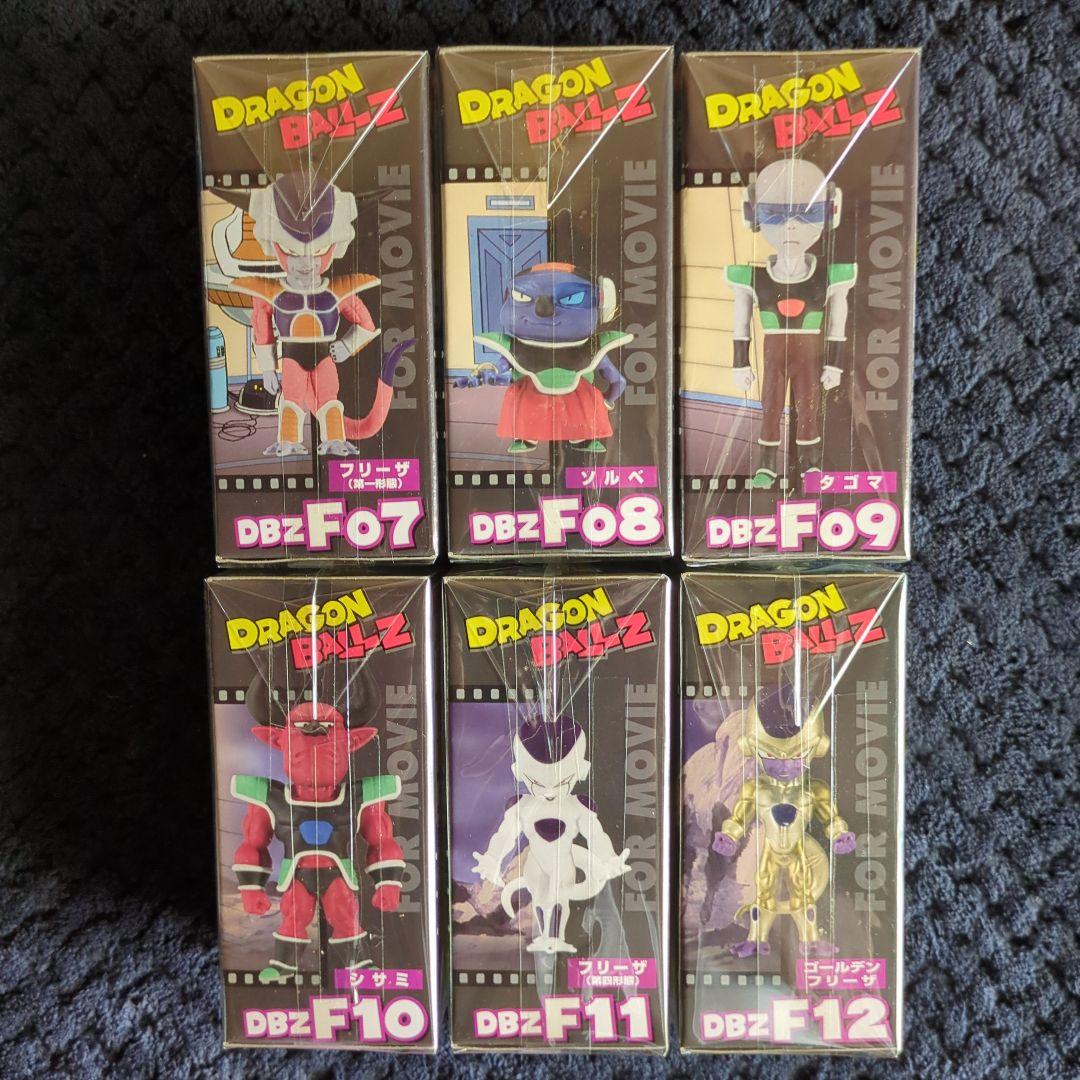 DRAGON
BALL Z
FOR MOVIE
フリーザ
(第一形態)
DBZ F07
DRAGON
BALL Z
FOR MOVIE
ソルベ
DBZ F08
DRAGON
BALL Z
FOR MOVIE
タゴマ
DBZ F09
DRAGON
BALL Z
FOR MOVIE
シサミ
DBZ F10
DRAGON
BALL Z
FOR MOVIE
フリーザ
(第四形態)
DBZ F11
DRAGON
BALL Z
FOR MOVIE
ゴールデン
フリーザ
DBZ F12